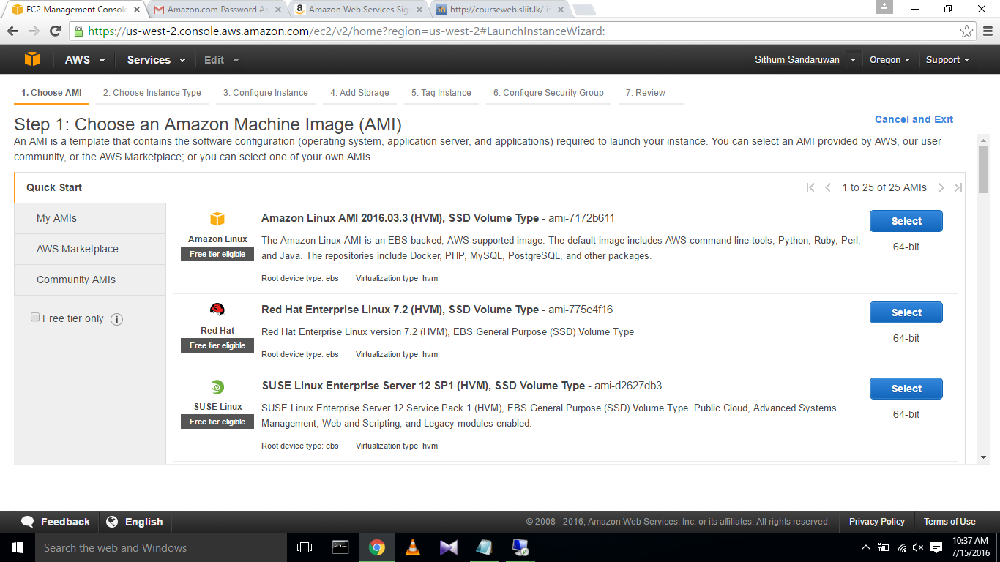 EC2 Management Console
Amazon.com Password As
Amazon Web Services Sig
http://courseweb.sliit.lk/ is
https://us-west-2.console.aws.amazon.com/ec2/v2/home?region=us-west-2#LaunchInstanceWizard:
AWS
Services
Edit
Sithum Sandaruwan
Oregon
Support
1. Choose AMI
2. Choose Instance Type
3. Configure Instance
4. Add Storage
5. Tag Instance
6. Configure Security Group
7. Review
Step 1: Choose an Amazon Machine Image (AMI)
Cancel and Exit
An AMI is a template that contains the software configuration (operating system, application server, and applications) required to launch your instance. You can select an AMI provided by AWS, our user
community, or the AWS Marketplace; or you can select one of your own AMIs.
Quick Start
1 to 25 of 25 AMIs
My AMIs
AWS Marketplace
Community AMIs
Free tier only
Amazon Linux
Free tier eligible
Amazon Linux AMI 2016.03.3 (HVM), SSD Volume Type - ami-7172b611
The Amazon Linux AMI is an EBS-backed, AWS-supported image. The default image includes AWS command line tools, Python, Ruby, Perl,
and Java. The repositories include Docker, PHP, MySQL, PostgreSQL, and other packages.
Root device type: ebs Virtualization type: hvm
Select
64-bit
Red Hat
Free tier eligible
Red Hat Enterprise Linux 7.2 (HVM), SSD Volume Type - ami-775e4f16
Red Hat Enterprise Linux version 7.2 (HVM), EBS General Purpose (SSD) Volume Type
Root device type: ebs Virtualization type: hvm
Select
64-bit
SUSE Linux
Free tier eligible
SUSE Linux Enterprise Server 12 SP1 (HVM), SSD Volume Type - ami-d2627db3
SUSE Linux Enterprise Server 12 Service Pack 1 (HVM), EBS General Purpose (SSD) Volume Type. Public Cloud, Advanced Systems
Management, Web and Scripting, and Legacy modules enabled.
Root device type: ebs Virtualization type: hvm
Select
64-bit
Feedback
English
© 2008 - 2016, Amazon Web Services, Inc. or its affiliates. All rights reserved.
Privacy Policy
Terms of Use
Search the web and Windows
10:37 AM
7/15/2016